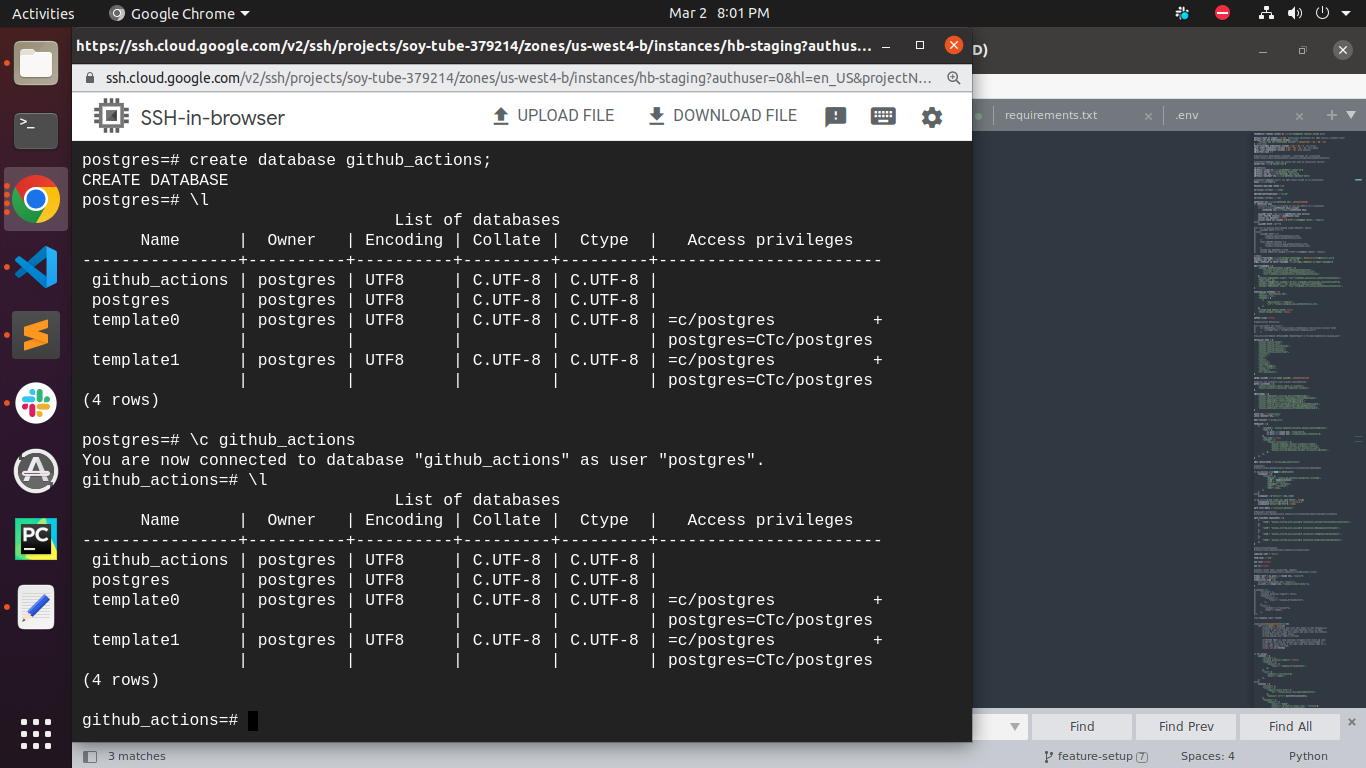 Activities
Google Chrome
Mar 2 8:01 PM
https://ssh.cloud.google.com/v2/ssh/projects/soy-tube-379214/zones/us-west4-b/instances/hb-staging?authus...
D)
ssh.cloud.google.com/v2/ssh/projects/soy-tube-379214/zones/us-west4-b/instances/hb-staging?authuser=0&hl=en_US&projectN...
SSH-in-browser
UPLOAD FILE
DOWNLOAD FILE
requirements.txt
.env
postgres=# create database github_actions;
CREATE DATABASE
postgres=# \l
                                List of databases
      Name       |  Owner   | Encoding | Collate |  Ctype  |   Access privileges
-----------------+----------+----------+---------+---------+-----------------------
 github_actions | postgres | UTF8     | C.UTF-8 | C.UTF-8 |
 postgres       | postgres | UTF8     | C.UTF-8 | C.UTF-8 |
 template0      | postgres | UTF8     | C.UTF-8 | C.UTF-8 | =c/postgres          +
                |          |          |         |         | postgres=CTc/postgres
 template1      | postgres | UTF8     | C.UTF-8 | C.UTF-8 | =c/postgres          +
                |          |          |         |         | postgres=CTc/postgres
(4 rows)
postgres=# \c github_actions
You are now connected to database "github_actions" as user "postgres".
github_actions=# \l
                                List of databases
      Name       |  Owner   | Encoding | Collate |  Ctype  |   Access privileges
-----------------+----------+----------+---------+---------+-----------------------
 github_actions | postgres | UTF8     | C.UTF-8 | C.UTF-8 |
 postgres       | postgres | UTF8     | C.UTF-8 | C.UTF-8 |
 template0      | postgres | UTF8     | C.UTF-8 | C.UTF-8 | =c/postgres          +
                |          |          |         |         | postgres=CTc/postgres
 template1      | postgres | UTF8     | C.UTF-8 | C.UTF-8 | =c/postgres          +
                |          |          |         |         | postgres=CTc/postgres
(4 rows)
github_actions=#
Find
Find Prev
Find All
3 matches
feature-setup 7
Spaces: 4
Python
>_
PC